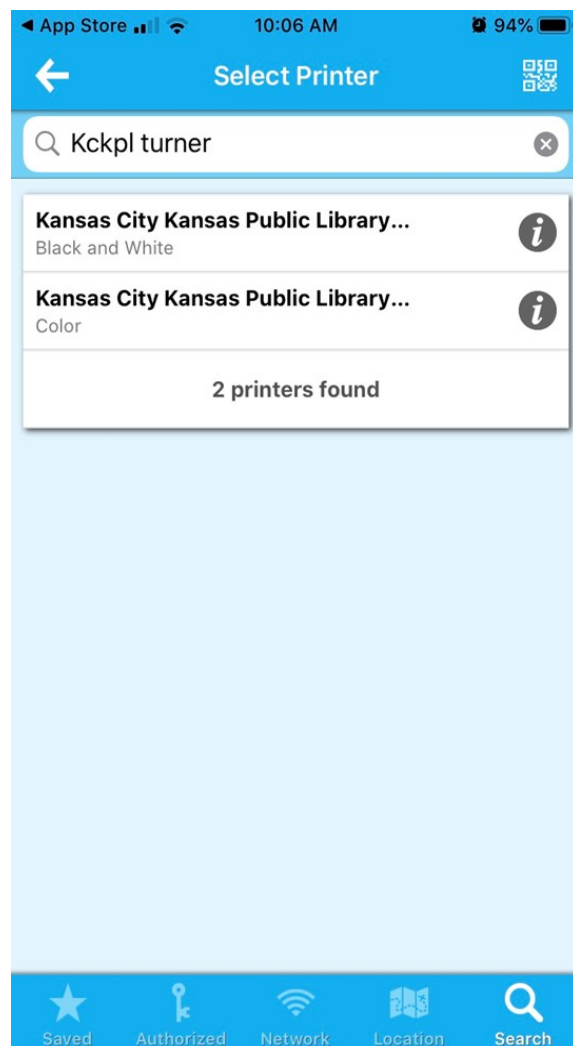 App Store 10:06 AM 94%
Select Printer
Kckpl turner
Kansas City Kansas Public Library...
Black and White
Kansas City Kansas Public Library...
Color
2 printers found
Saved Authorized Network Location Search